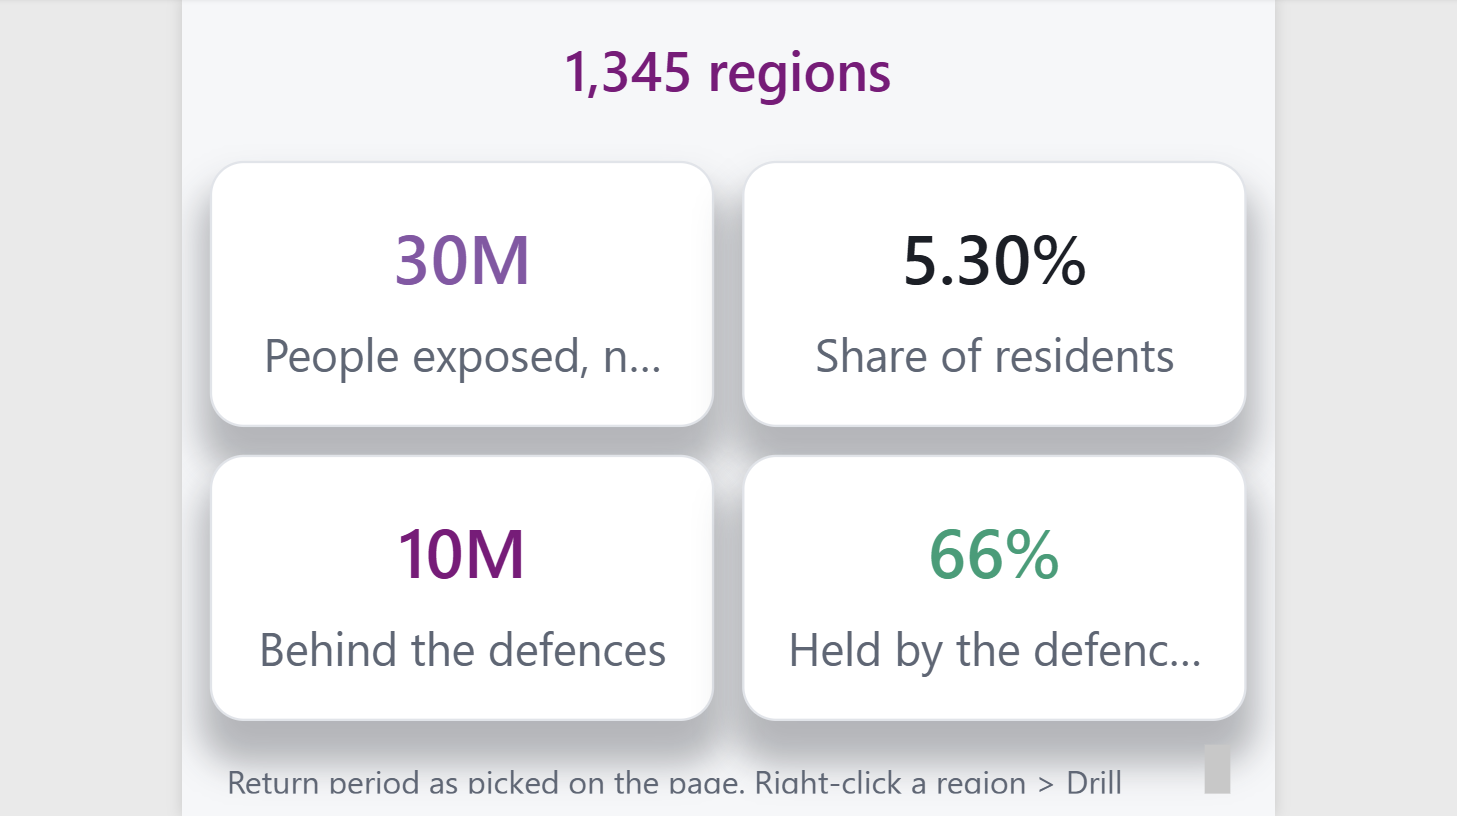 1,345 regions
30M
People exposed, n...
5.30%
Share of residents
10M
Behind the defences
66%
Held by the defenc...
Return period as picked on the page. Right-click a region > Drill